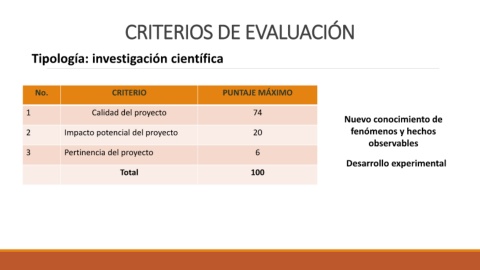 CRITERIOS DE EVALUACIÓN
Tipología: investigación científica
No. CRITERIO PUNTAJE MÁXIMO
1 Calidad del proyecto 74
2 Impacto potencial del proyecto 20
3 Pertinencia del proyecto 6
Total 100
Nuevo conocimiento de
fenómenos y hechos
observables
Desarrollo experimental